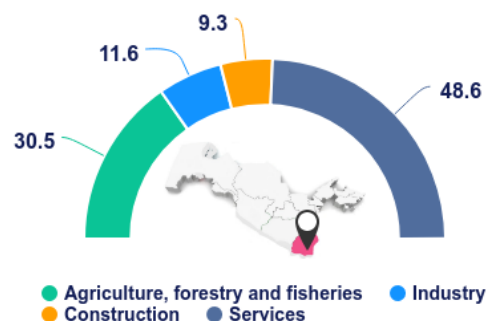 9.3
11.6
48.6
30.5
Agriculture, forestry and fisheries Industry
Construction Services